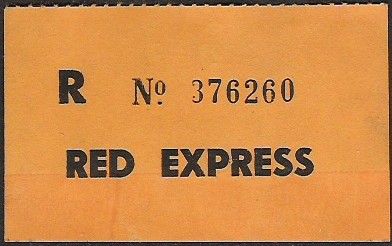 R Nº 376260
RED EXPRESS